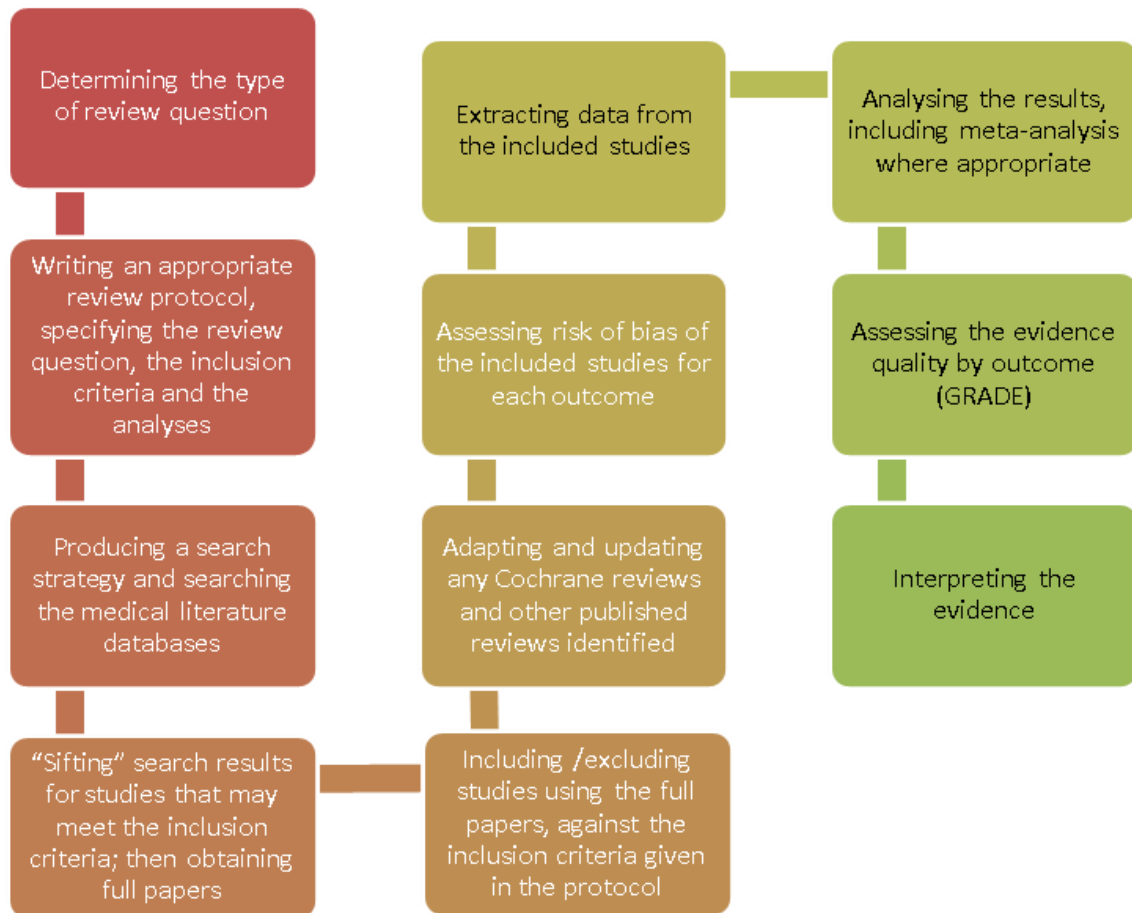 Determining the type
of review question
Writing an appropriate
review protocol,
specifying the review
question, the inclusion
criteria and the
analyses
Producing a search
strategy and searching
the medical literature
databases
“Sifting” search results
for studies that may
meet the inclusion
criteria; then obtaining
full papers
Including /excluding
studies using the full
papers, against the
inclusion criteria given
in the protocol
Adapting and updating
any Cochrane reviews
and other published
reviews identified
Assessing risk of bias of
the included studies for
each outcome
Extracting data from
the included studies
Analysing the results,
including meta-analysis
where appropriate
Assessing the evidence
quality by outcome
(GRADE)
Interpreting the
evidence